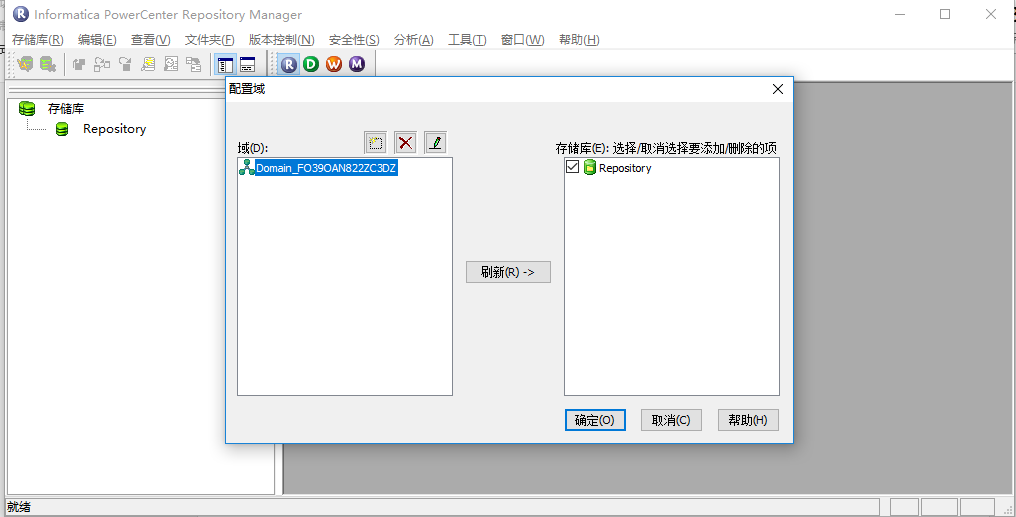 Informatica PowerCenter Repository Manager
存储库(R) 编辑(E) 查看(V) 文件夹(F) 版本控制(N) 安全性(S) 分析(A) 工具(T) 窗口(W) 帮助(H)
R D W M
配置域
存储库
Repository
域(D):
存储库(E): 选择/取消选择要添加/删除的项
Domain_FO39OAN822ZC3DZ
Repository
刷新(R) ->
确定(O) 取消(C) 帮助(H)
就绪